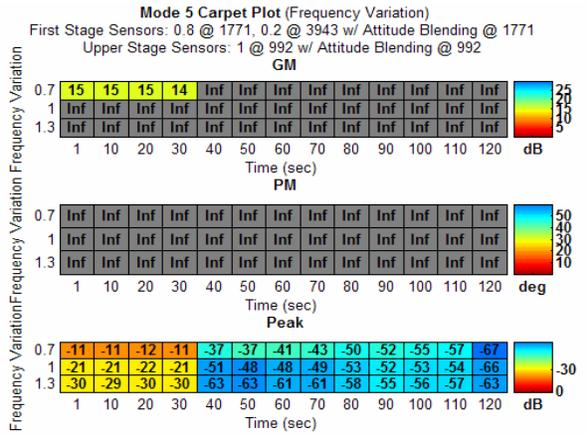 Mode 5 Carpet Plot (Frequency Variation)
First Stage Sensors: 0.8 @ 1771, 0.2 @ 3943 w/ Attitude Blending @ 1771
Upper Stage Sensors: 1 @ 992 w/ Attitude Blending @ 992
GM
Frequency Variation
0.7 15 15 15 14 Inf Inf Inf Inf Inf Inf Inf Inf Inf
1 Inf Inf Inf Inf Inf Inf Inf Inf Inf Inf Inf Inf Inf
1.3 Inf Inf Inf Inf Inf Inf Inf Inf Inf Inf Inf Inf Inf
1 10 20 30 40 50 60 70 80 90 100 110 120
Time (sec)
25
20
15
10
5
dB
PM
Frequency Variation
0.7 Inf Inf Inf Inf Inf Inf Inf Inf Inf Inf Inf Inf Inf
1 Inf Inf Inf Inf Inf Inf Inf Inf Inf Inf Inf Inf Inf
1.3 Inf Inf Inf Inf Inf Inf Inf Inf Inf Inf Inf Inf Inf
1 10 20 30 40 50 60 70 80 90 100 110 120
Time (sec)
50
40
30
20
10
deg
Peak
Frequency Variation
0.7 -11 -11 -12 -11 -37 -37 -41 -43 -50 -52 -55 -57 -67
1 -21 -21 -22 -21 -51 -48 -48 -49 -53 -52 -53 -54 -66
1.3 -30 -29 -30 -30 -63 -63 -61 -61 -58 -55 -56 -57 -63
1 10 20 30 40 50 60 70 80 90 100 110 120
Time (sec)
-30
0
dB